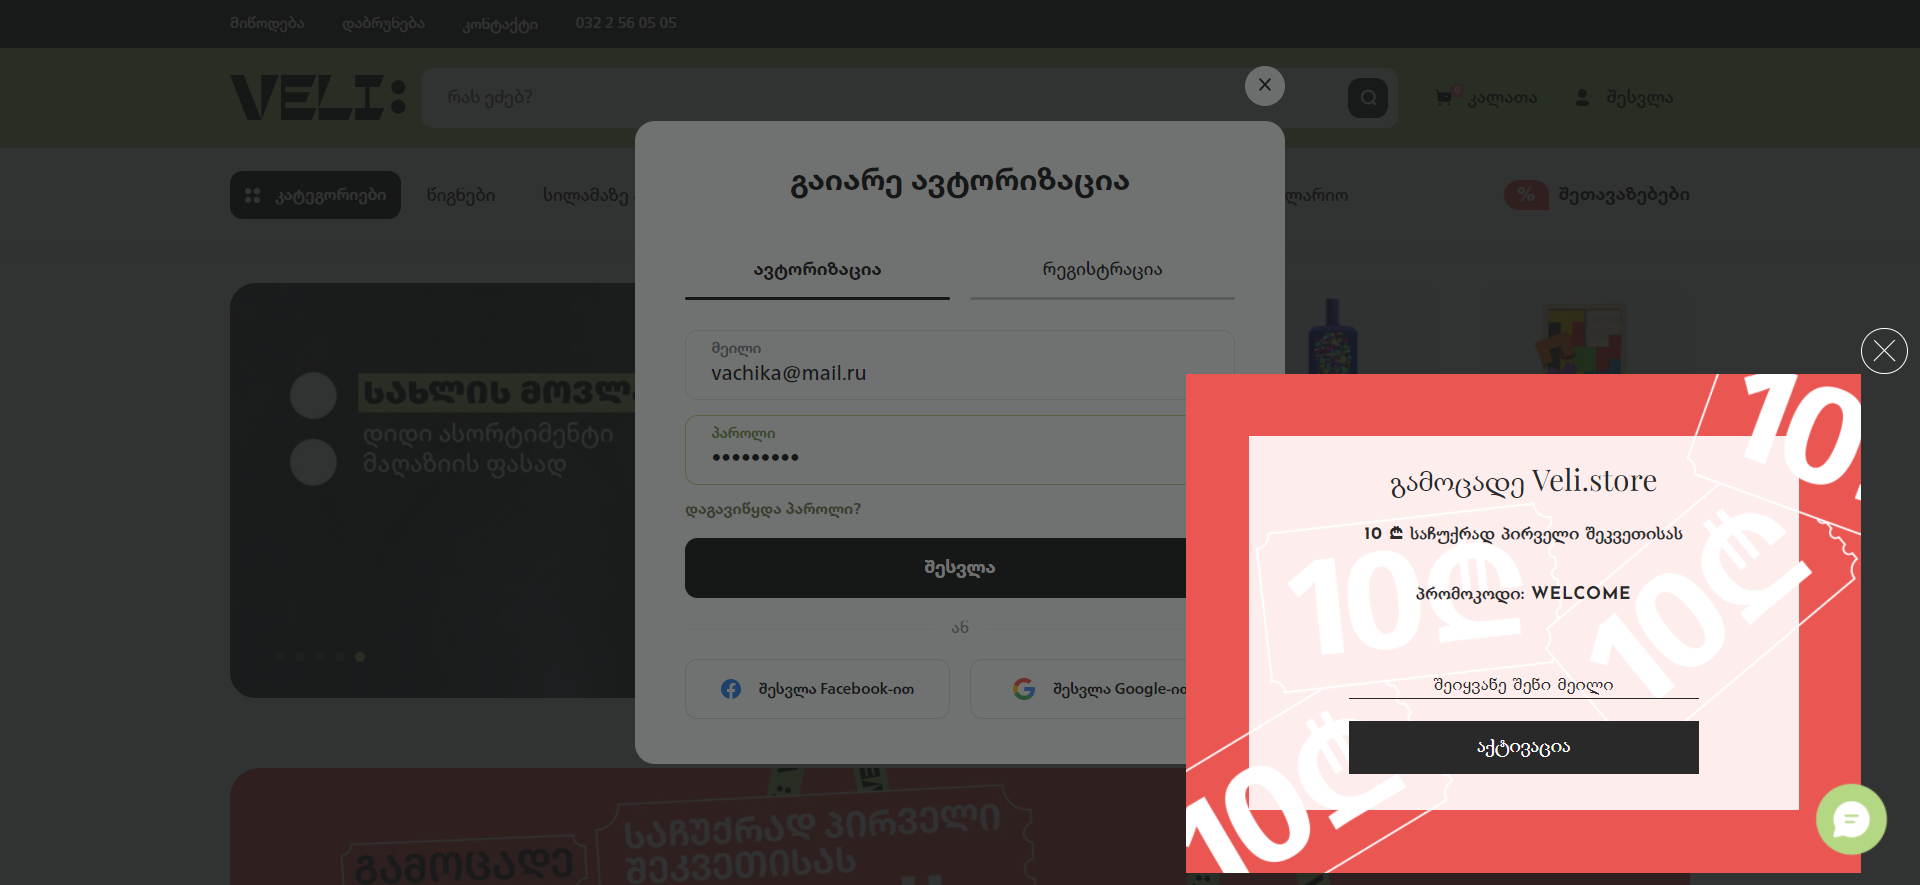 მიწოდება
დაბრუნება
კონტაქტი
032 2 56 05 05
VELI:
რას ეძებ?
0
კალათა
შესვლა
კატეგორიები
წიგნები
სილამაზე
ლარიო
%
შეთავაზებები
გაიარე ავტორიზაცია
ავტორიზაცია
რეგისტრაცია
მეილი
vachika@mail.ru
პაროლი
•••••••••
დაგავიწყდა პაროლი?
შესვლა
ან
შესვლა Facebook-ით
შესვლა Google-ით
სახლის მოვლ
დიდი ასორტიმენტი
მაღაზიის ფასად
10
გამოცადე Veli.store
10 ₾ საჩუქრად პირველი შეკვეთისას
10₾
10₾
პრომოკოდი: WELCOME
შეიყვანე შენი მეილი
აქტივაცია
10₾
გამოცადე
საჩუქრად პირველი
შეკვეთისას